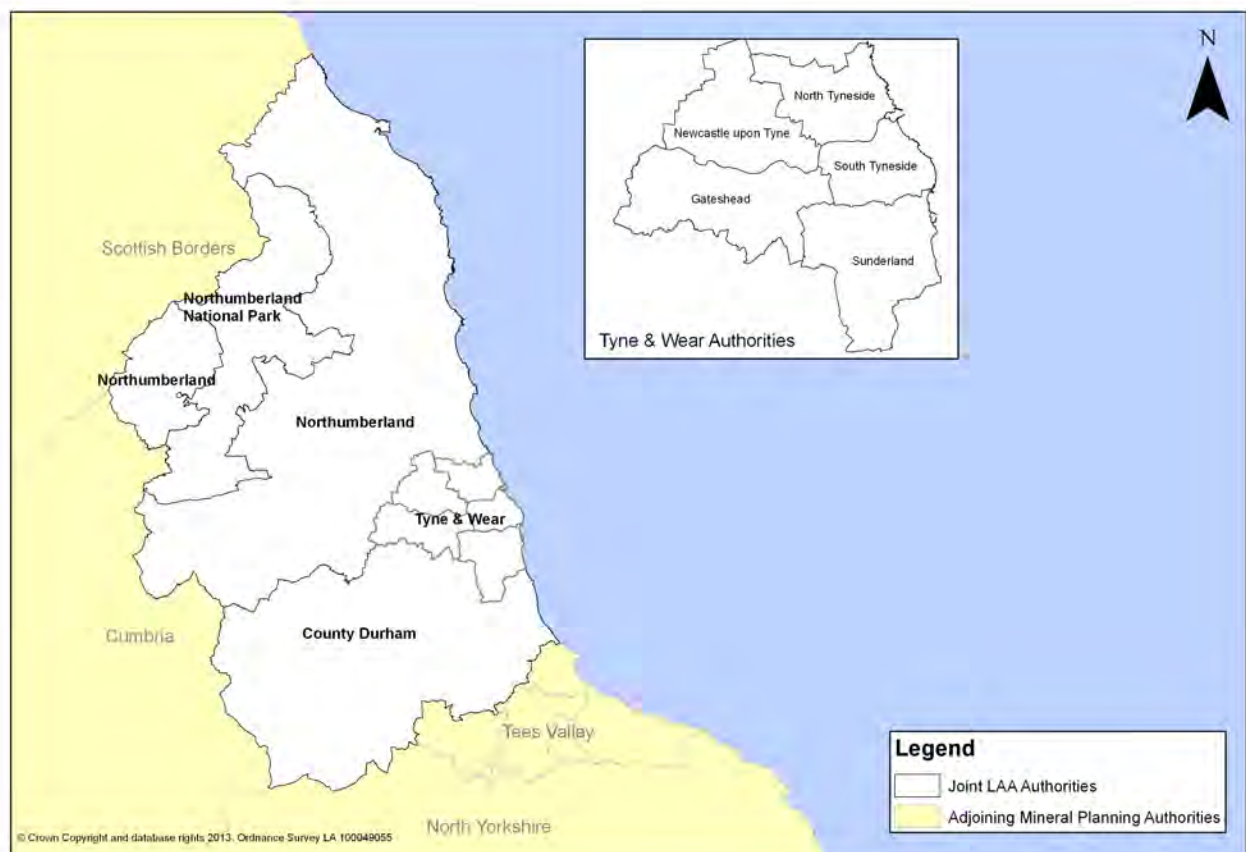 N
North Tyneside
Newcastle upon Tyne
South Tyneside
Gateshead
Sunderland
Tyne & Wear Authorities
Scottish Borders
Northumberland
National Park
Northumberland
Northumberland
Tyne & Wear
County Durham
Cumbria
Tees Valley
North Yorkshire
Legend
Joint LAA Authorities
Adjoining Mineral Planning Authorities
© Crown Copyright and database rights 2013. Ordnance Survey LA 100049055